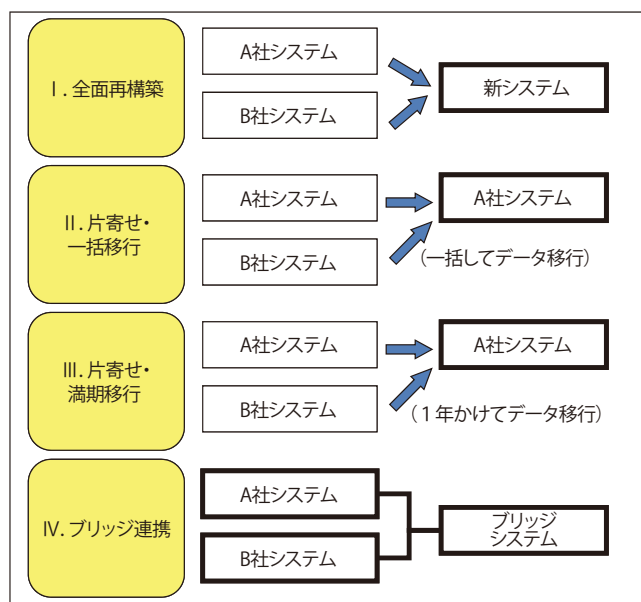 Ⅰ. 全面再構築
A社システム
B社システム
新システム
Ⅱ. 片寄せ・
一括移行
A社システム
B社システム
A社システム
(一括してデータ移行)
Ⅲ. 片寄せ・
満期移行
A社システム
B社システム
A社システム
(1年かけてデータ移行)
Ⅳ. ブリッジ連携
A社システム
B社システム
ブリッジ
システム